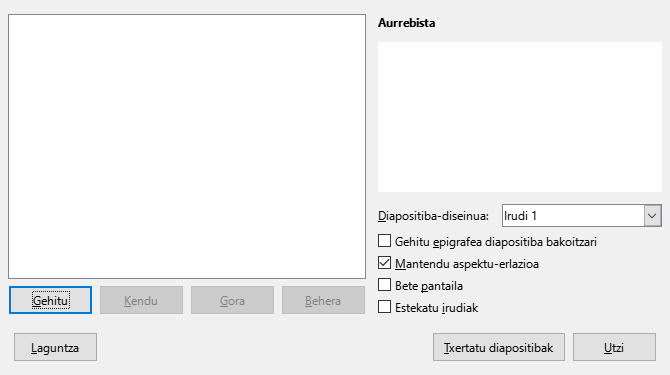 Aurrebista
Diapositiba-diseinua: Irudi 1
Gehitu epigrafea diapositiba bakoitzari
Mantendu aspektu-erlazioa
Bete pantaila
Estekatu irudiak
Gehitu Kendu Gora Behera
Laguntza Txertatu diapositibak Utzi